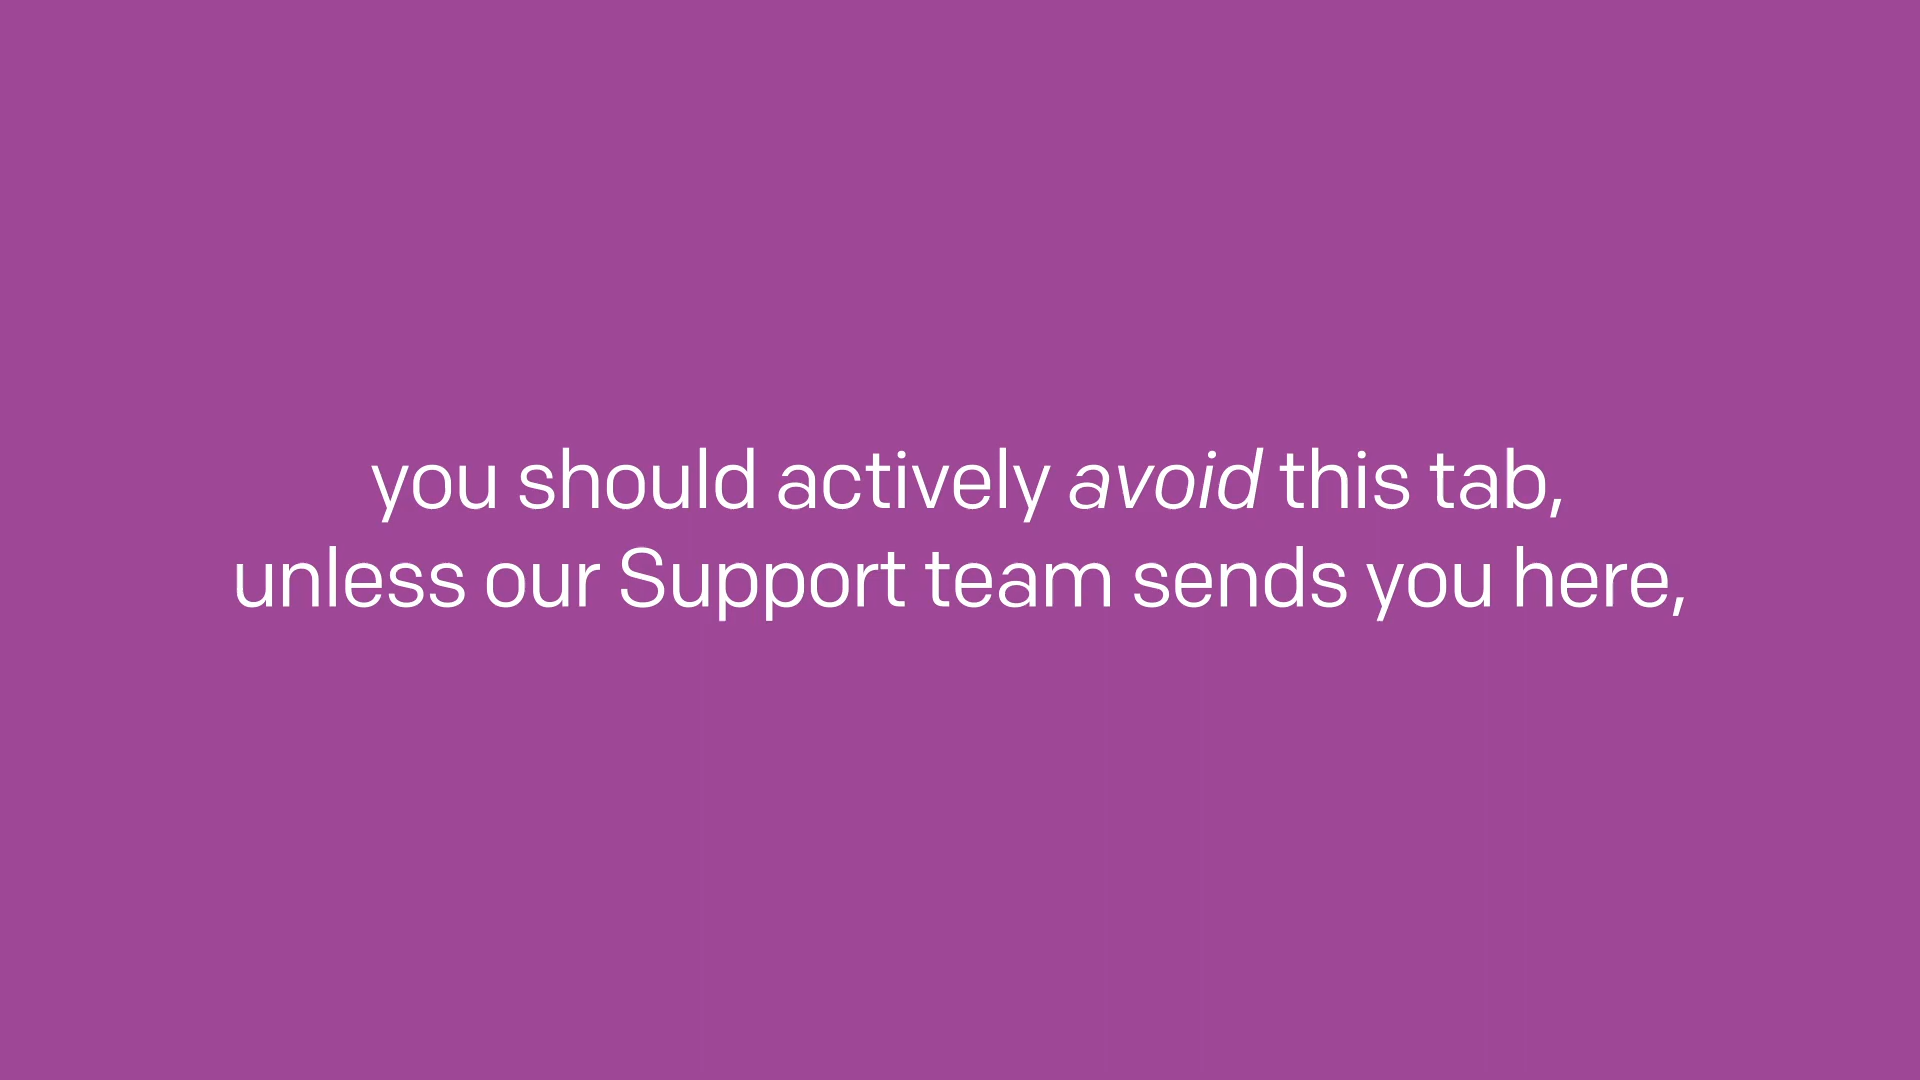 you should actively avoid this tab,
unless our Support team sends you here,